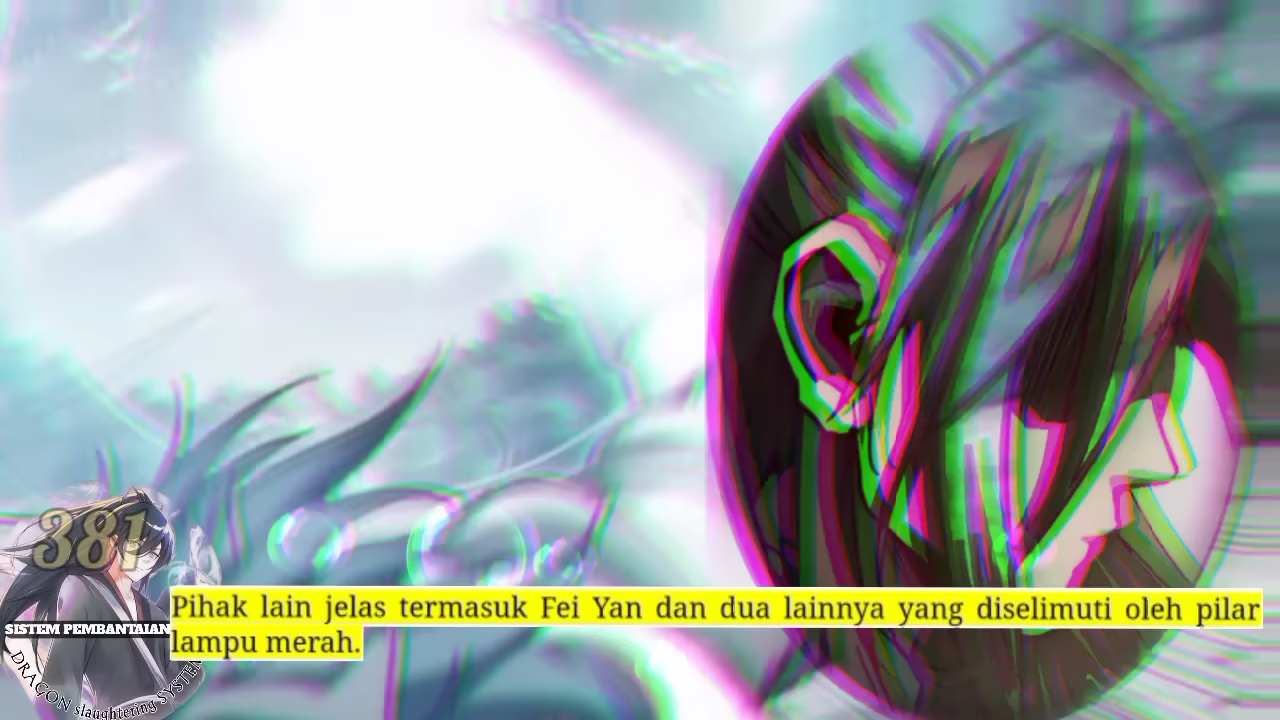 381
SISTEM PEMBANTAIAN
DRAGON slaughtering SYSTEM
Pihak lain jelas termasuk Fei Yan dan dua lainnya yang diselimuti oleh pilar
lampu merah.